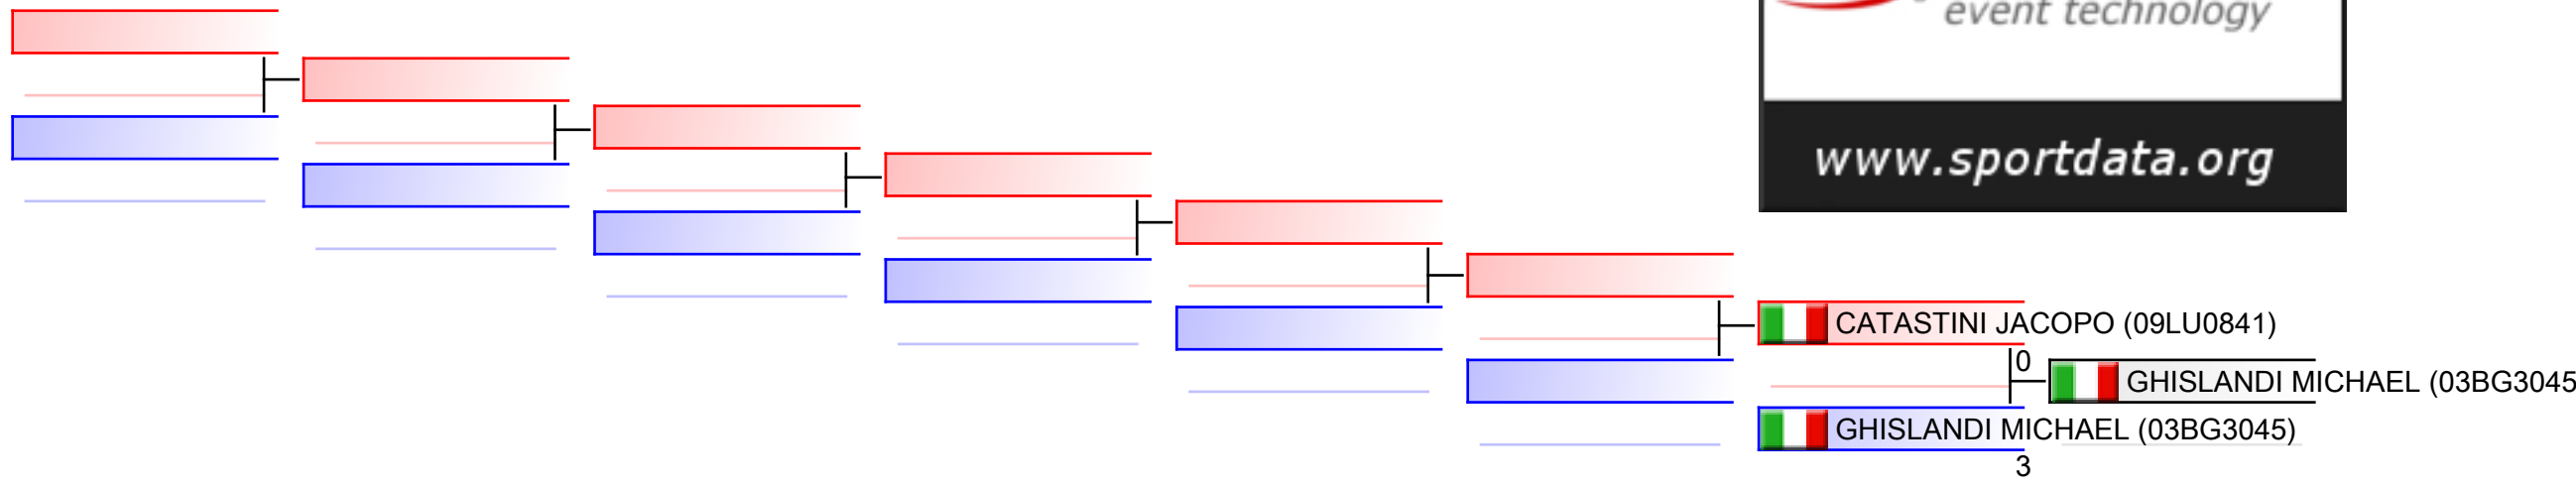 event technology
www.sportdata.org
CATASTINI JACOPO (09LU0841)
0
GHISLANDI MICHAEL (03BG3045
GHISLANDI MICHAEL (03BG3045)
3